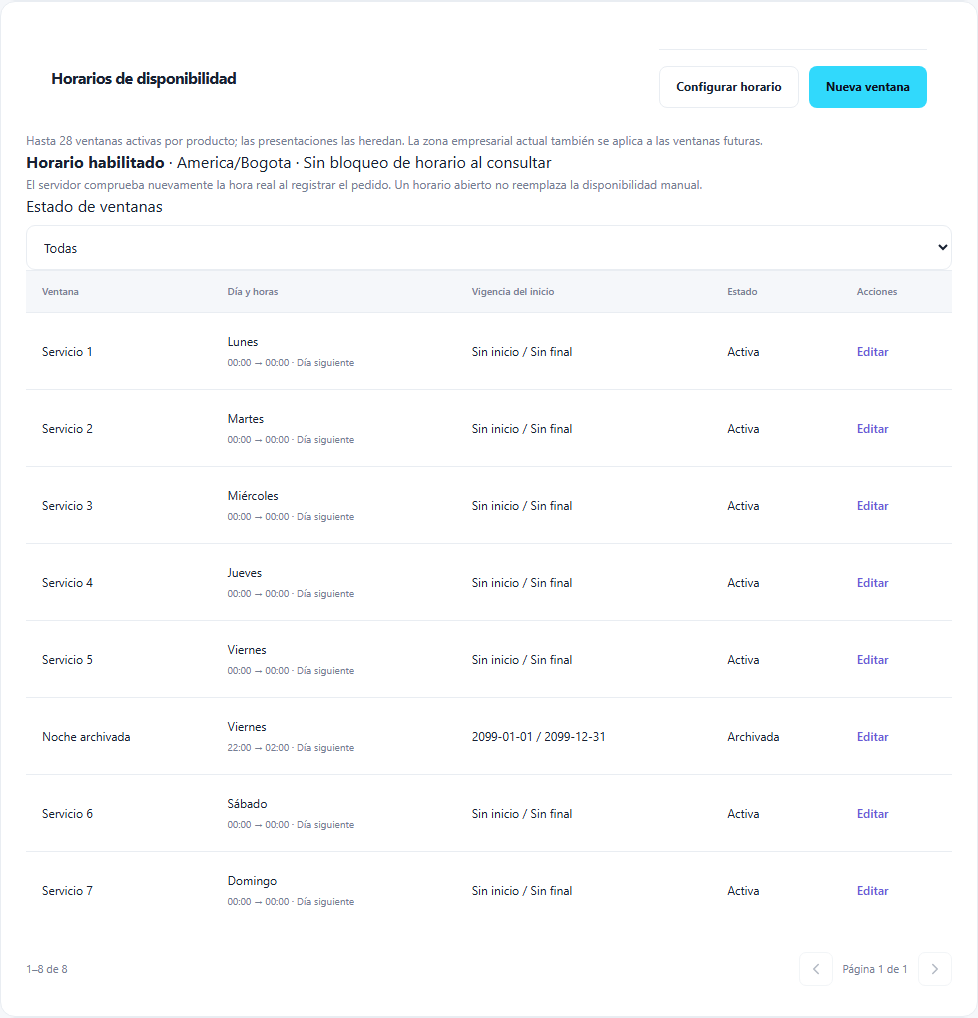 Horarios de disponibilidad
Configurar horario
Nueva ventana
Hasta 28 ventanas activas por producto; las presentaciones las heredan. La zona empresarial actual también se aplica a las ventanas futuras.
Horario habilitado · America/Bogota · Sin bloqueo de horario al consultar
El servidor comprueba nuevamente la hora real al registrar el pedido. Un horario abierto no reemplaza la disponibilidad manual.
Estado de ventanas
Todas
Ventana Día y horas Vigencia del inicio Estado Acciones
Servicio 1 Lunes Sin inicio / Sin final Activa Editar
00:00 → 00:00 · Día siguiente
Servicio 2 Martes Sin inicio / Sin final Activa Editar
00:00 → 00:00 · Día siguiente
Servicio 3 Miércoles Sin inicio / Sin final Activa Editar
00:00 → 00:00 · Día siguiente
Servicio 4 Jueves Sin inicio / Sin final Activa Editar
00:00 → 00:00 · Día siguiente
Servicio 5 Viernes Sin inicio / Sin final Activa Editar
00:00 → 00:00 · Día siguiente
Noche archivada Viernes 2099-01-01 / 2099-12-31 Archivada Editar
22:00 → 02:00 · Día siguiente
Servicio 6 Sábado Sin inicio / Sin final Activa Editar
00:00 → 00:00 · Día siguiente
Servicio 7 Domingo Sin inicio / Sin final Activa Editar
00:00 → 00:00 · Día siguiente
1–8 de 8
Página 1 de 1